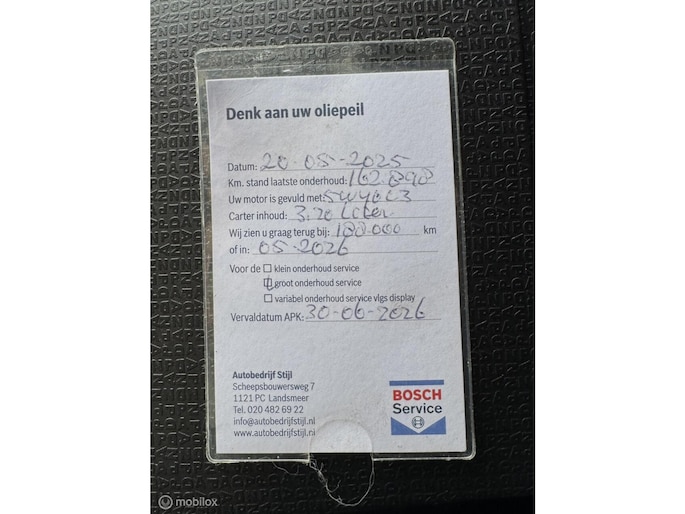 Denk aan uw oliepeil
Datum: 20-05-2025
Km. stand laatste onderhoud: 162.898
Uw motor is gevuld met: 5W40C3
Carter inhoud: 3,20 Liter
Wij zien u graag terug bij: 180.000 km
of in: 05-2026
Voor de ☐ klein onderhoud service
☐ groot onderhoud service
☐ variabel onderhoud service vlgs display
Vervaldatum APK: 30-06-2026
Autobedrijf Stijl
Scheepsbouwersweg 7
1121 PC Landsmeer
Tel. 020 482 69 22
info@autobedrijfstijl.nl
www.autobedrijfstijl.nl
BOSCH
Service
mobilox